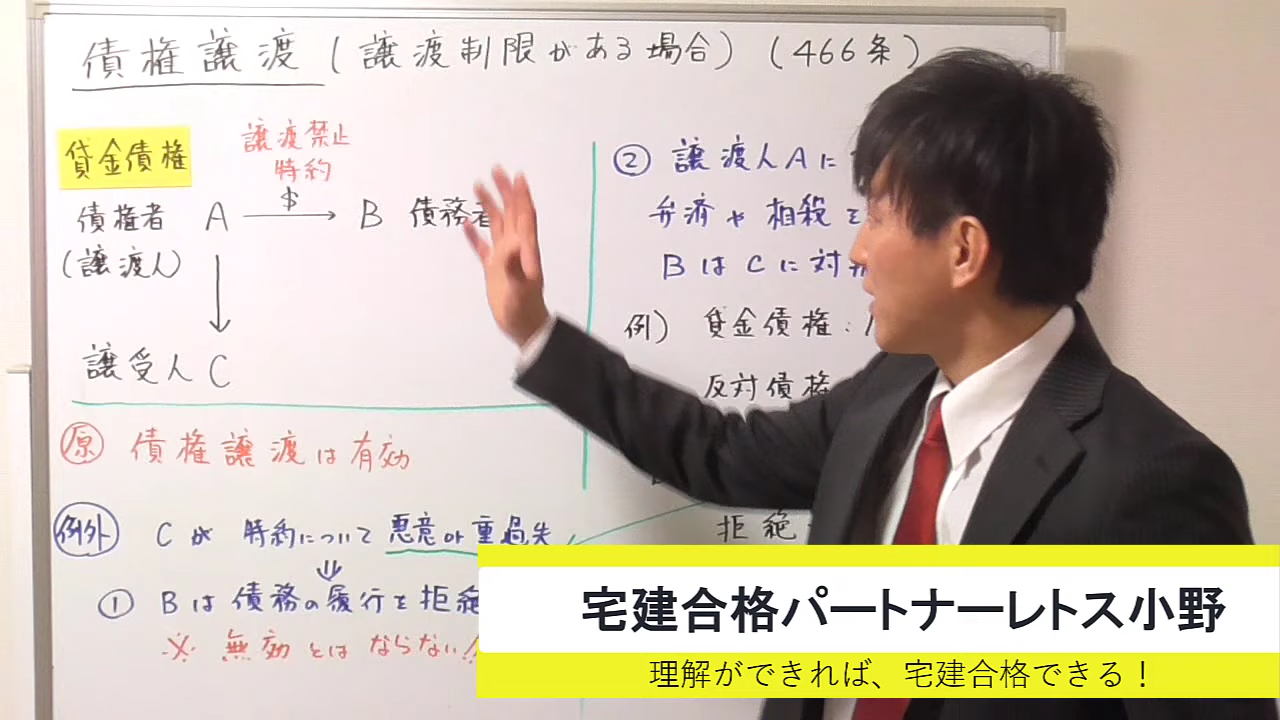 債権譲渡(譲渡制限がある場合)(466条)
貸金債権
譲渡禁止
特約
$
債権者 A → B 債務者
(譲渡人)
譲受人 C
原 債権譲渡は有効
例外 Cが 特約について 悪意or重過失
① Bは債務の履行を拒絶
※ 無効とはならない!
② 譲渡人Aに
弁済や相殺を
BはCに対
例) 貸金債権:
反対債権
拒絶
宅建合格パートナーレトス小野
理解ができれば、宅建合格できる!